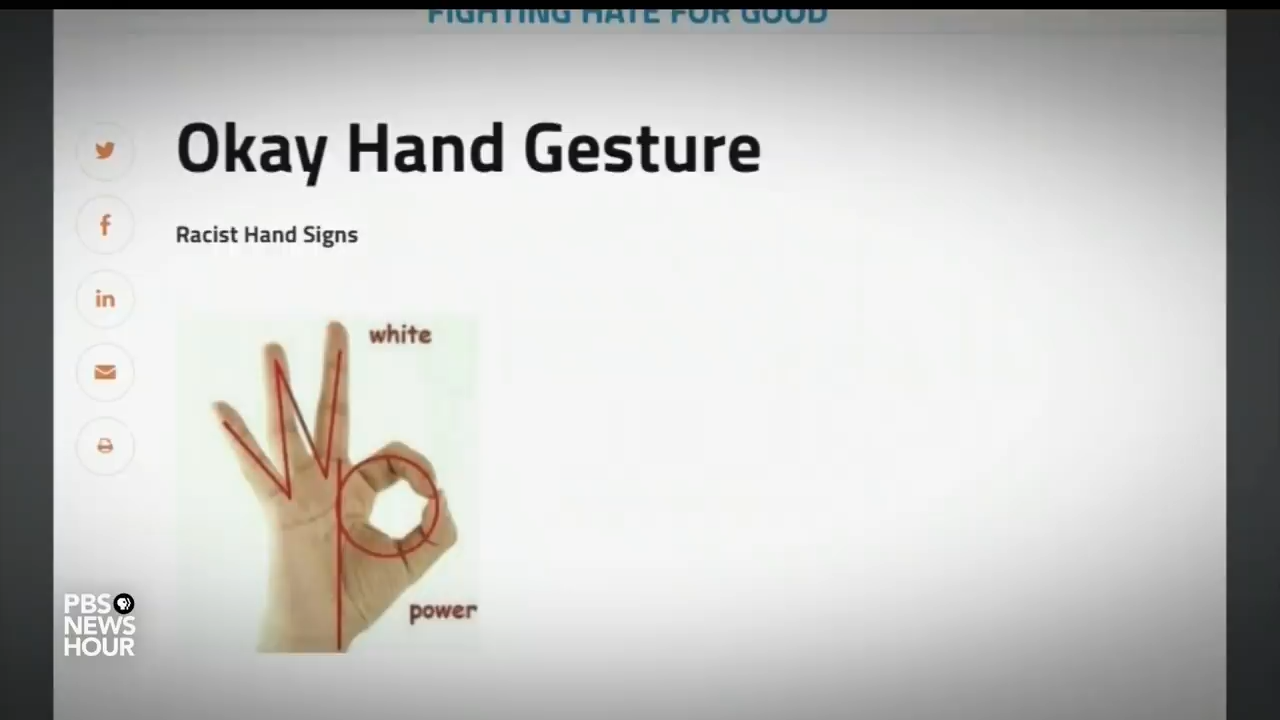 FIGHTING HATE FOR GOOD
Okay Hand Gesture
Racist Hand Signs
white
power
PBS
NEWS
HOUR